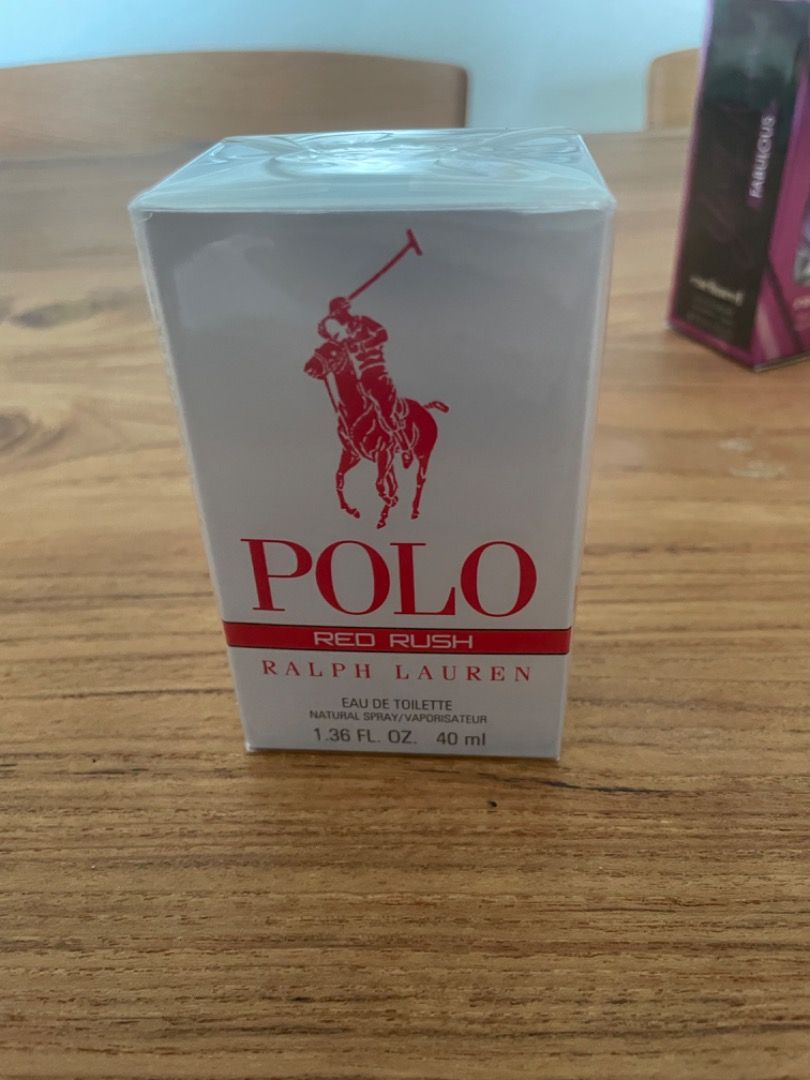 POLO
RED RUSH
RALPH LAUREN
EAU DE TOILETTE
NATURAL SPRAY/VAPORISATEUR
1.36 FL. OZ. 40 ml
FABULOUS